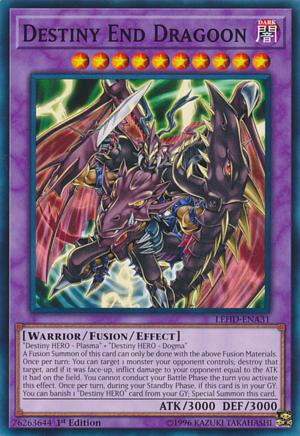 Destiny End Dragoon
DARK
LEHD-ENA31
[Warrior/Fusion/Effect]
"Destiny HERO - Plasma" + "Destiny HERO - Dogma"
A Fusion Summon of this card can only be done with the above Fusion Materials.
Once per turn: You can target 1 monster your opponent controls; destroy that
target, and if it was face-up, inflict damage to your opponent equal to the ATK
it had on the field. You cannot conduct your Battle Phase the turn you activate
this effect. Once per turn, during your Standby Phase, if this card is in your GY:
You can banish 1 "Destiny HERO" card from your GY; Special Summon this card.
ATK/3000 DEF/3000
76263644 1st Edition ©1996 KAZUKI TAKAHASHI